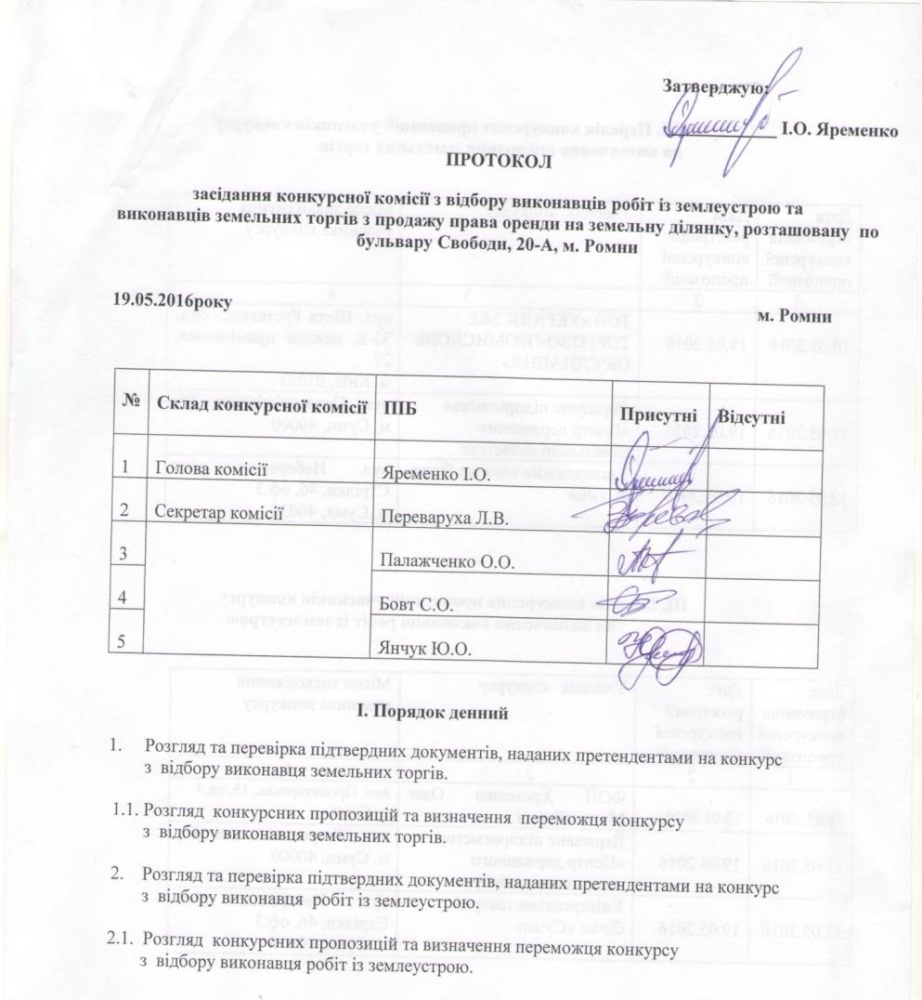 Затверджую:
І.О. Яременко
ПРОТОКОЛ
засідання конкурсної комісії з відбору виконавців робіт із землеустрою та
виконавців земельних торгів з продажу права оренди на земельну ділянку, розташовану по
бульвару Свободи, 20-А, м. Ромни
19.05.2016року
м. Ромни
№ Склад конкурсної комісії ПІБ Присутні Відсутні
1 Голова комісії Яременко І.О.
2 Секретар комісії Переваруха Л.В.
3 Палажченко О.О.
4 Бовт С.О.
5 Янчук Ю.О.
І. Порядок денний
1. Розгляд та перевірка підтвердних документів, наданих претендентами на конкурс
з відбору виконавця земельних торгів.
1.1. Розгляд конкурсних пропозицій та визначення переможця конкурсу
з відбору виконавця земельних торгів.
2. Розгляд та перевірка підтвердних документів, наданих претендентами на конкурс
з відбору виконавця робіт із землеустрою.
2.1. Розгляд конкурсних пропозицій та визначення переможця конкурсу
з відбору виконавця робіт із землеустрою.